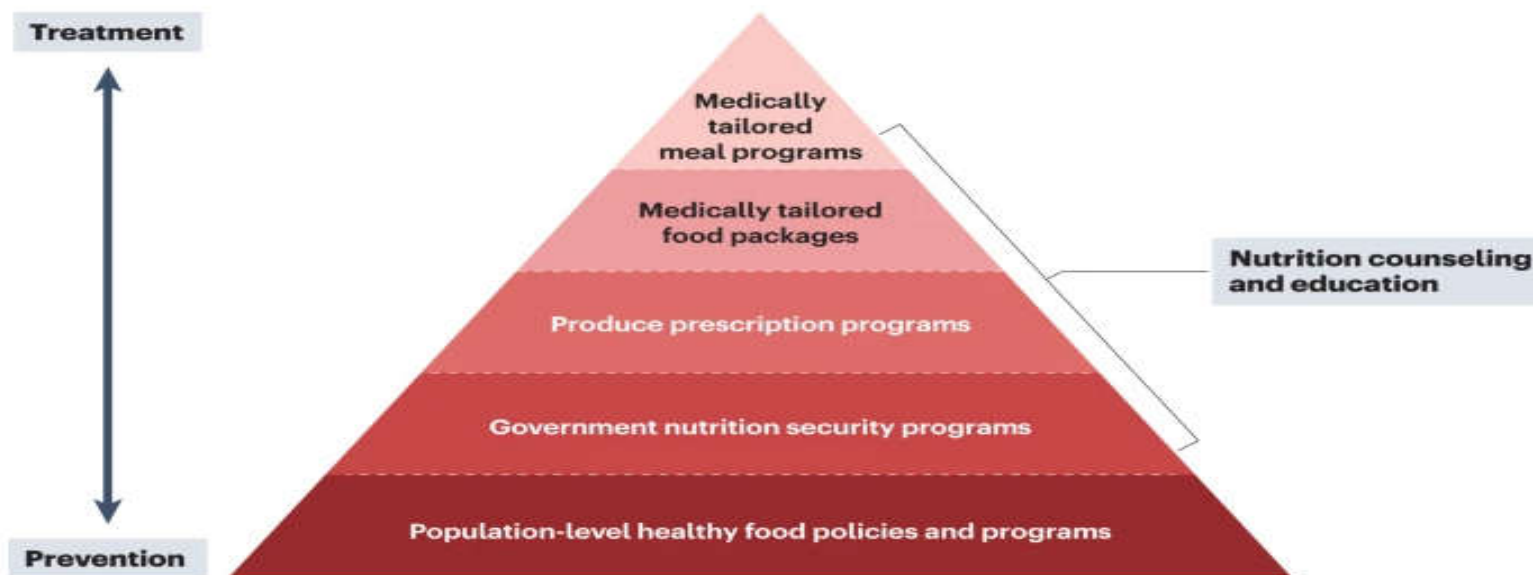 Treatment
Medically
tailored
meal programs
Medically tailored
food packages
Nutrition counseling
and education
Produce prescription programs
Government nutrition security programs
Population-level healthy food policies and programs
Prevention